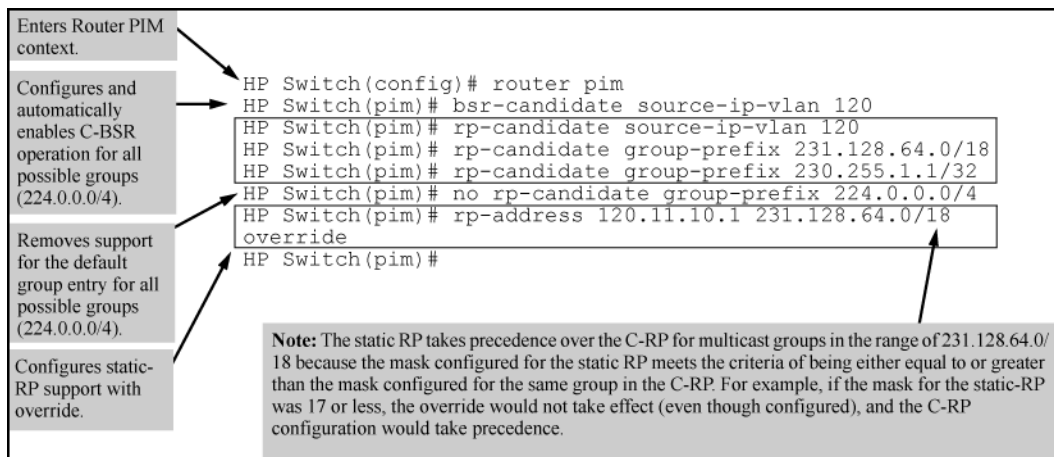 Enters Router PIM
context.
Configures and
automatically
enables C-BSR
operation for all
possible groups
(224.0.0.0/4).
Removes support
for the default
group entry for all
possible groups
(224.0.0.0/4).
Configures static-
RP support with
override.
HP Switch(config)# router pim
HP Switch(pim)# bsr-candidate source-ip-vlan 120
HP Switch(pim)# rp-candidate source-ip-vlan 120
HP Switch(pim)# rp-candidate group-prefix 231.128.64.0/18
HP Switch(pim)# rp-candidate group-prefix 230.255.1.1/32
HP Switch(pim)# no rp-candidate group-prefix 224.0.0.0/4
HP Switch(pim)# rp-address 120.11.10.1 231.128.64.0/18
override
HP Switch(pim)#
Note: The static RP takes precedence over the C-RP for multicast groups in the range of 231.128.64.0/
18 because the mask configured for the static RP meets the criteria of being either equal to or greater
than the mask configured for the same group in the C-RP. For example, if the mask for the static-RP
was 17 or less, the override would not take effect (even though configured), and the C-RP
configuration would take precedence.